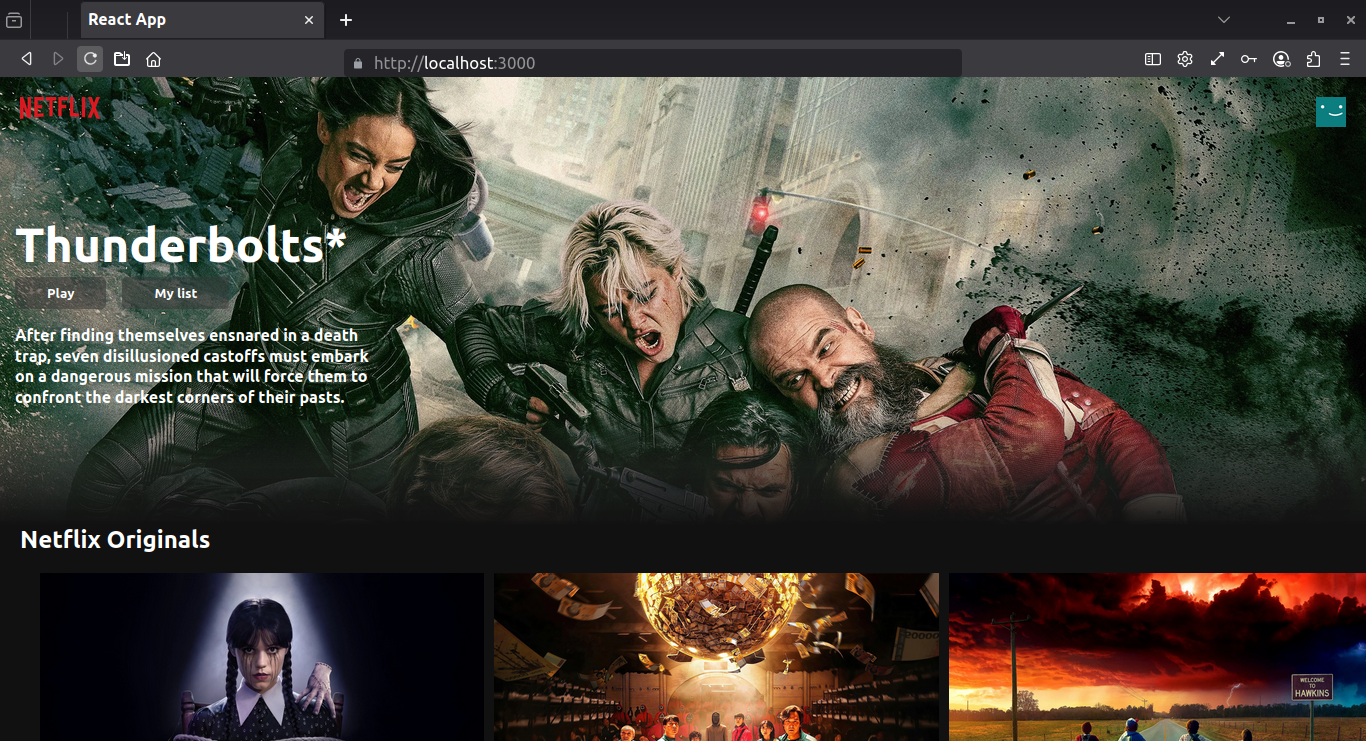 React App
http://localhost:3000
NETFLIX
Thunderbolts*
Play
My list
After finding themselves ensnared in a death
trap, seven disillusioned castoffs must embark
on a dangerous mission that will force them to
confront the darkest corners of their pasts.
Netflix Originals
WELCOME
TO
HAWKINS